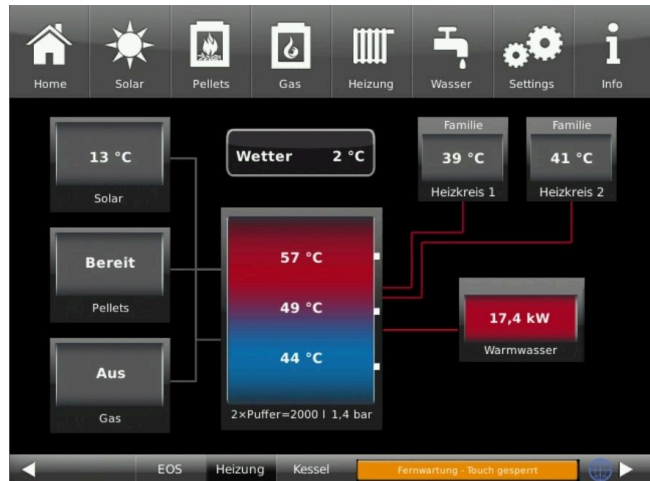 Home Solar Pellets Gas Heizung Wasser Settings Info
13 °C
Solar
Wetter 2 °C
Familie
39 °C
Heizkreis 1
Familie
41 °C
Heizkreis 2
Bereit
Pellets
57 °C
49 °C
44 °C
2×Puffer=2000 l 1,4 bar
17,4 kW
Warmwasser
Aus
Gas
EOS Heizung Kessel Fernwartung - Touch gesperrt